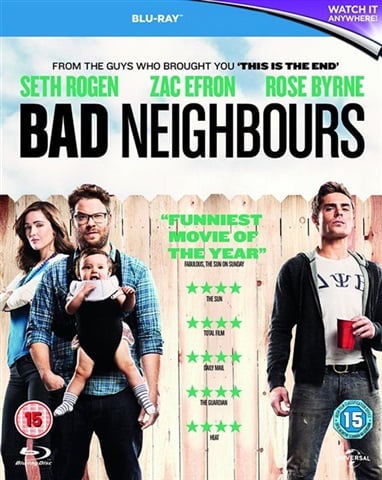 BLU-RAY™
WATCH IT
ANYWHERE!
FROM THE GUYS WHO BROUGHT YOU 'THIS IS THE END'
SETH ROGEN ZAC EFRON ROSE BYRNE
BAD NEIGHBOURS
"FUNNIEST
MOVIE OF
THE YEAR"
FABULOUS, THE SUN ON SUNDAY
★★★★
THE SUN
★★★★
TOTAL FILM
★★★★
DAILY MAIL
★★★★
THE GUARDIAN
★★★★
HEAT
ΔΨΕ
15
15
Blu-ray Disc
UNIVERSAL